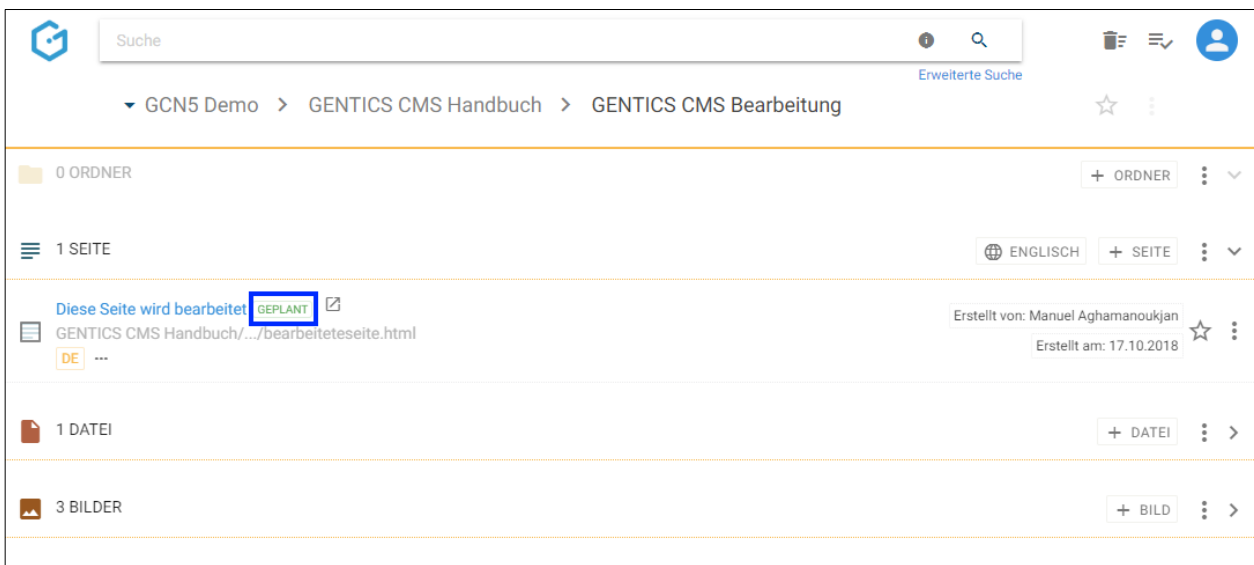 Suche
Erweiterte Suche
GCN5 Demo > GENTICS CMS Handbuch > GENTICS CMS Bearbeitung
0 ORDNER + ORDNER
1 SEITE ENGLISCH + SEITE
Diese Seite wird bearbeitet GEPLANT
GENTICS CMS Handbuch/.../bearbeiteteseite.html
DE ...
Erstellt von: Manuel Aghamanoukjan
Erstellt am: 17.10.2018
1 DATEI + DATEI
3 BILDER + BILD